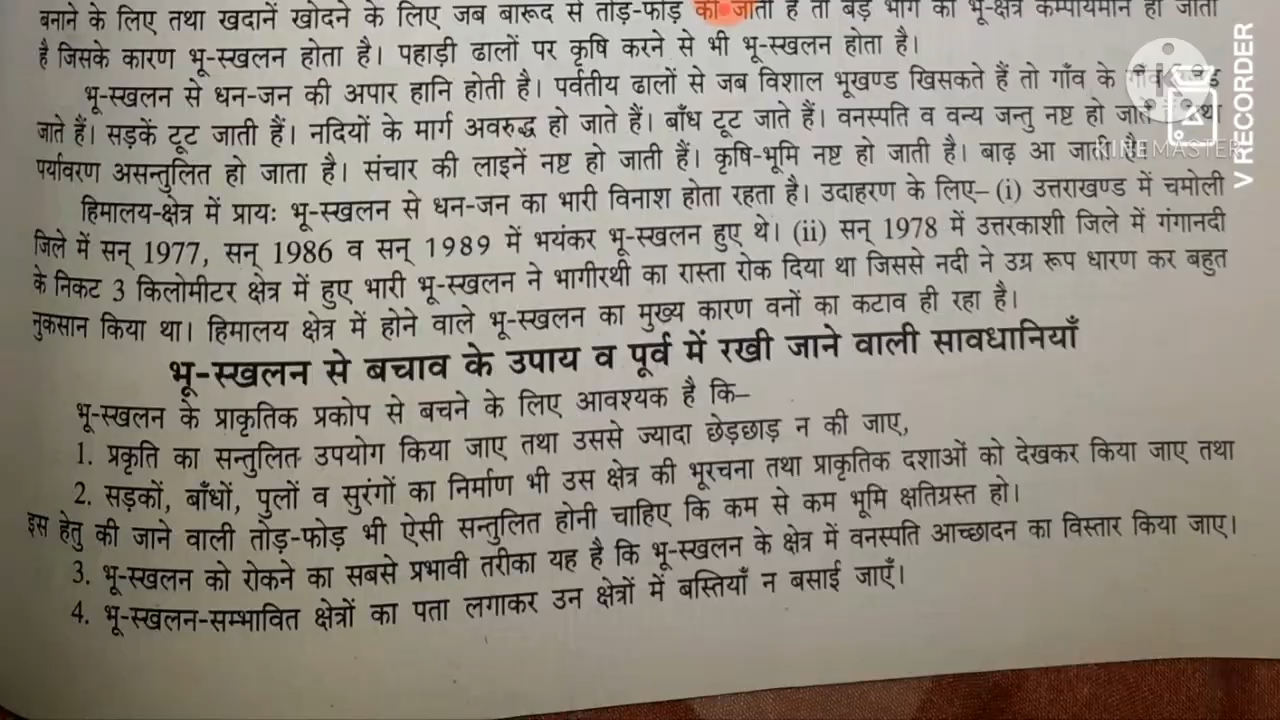 बनाने के लिए तथा खदानें खोदने के लिए जब बारूद से तोड़-फोड़ की जाती है तो बड़े भाग का भू-क्षेत्र कम्पायमान हो जाता
है जिसके कारण भू-स्खलन होता है। पहाड़ी ढालों पर कृषि करने से भी भू-स्खलन होता है।
भू-स्खलन से धन-जन की अपार हानि होती है। पर्वतीय ढालों से जब विशाल भूखण्ड खिसकते हैं तो गाँव के गाँव
जाते हैं। सड़कें टूट जाती हैं। नदियों के मार्ग अवरुद्ध हो जाते हैं। बाँध टूट जाते हैं। वनस्पति व वन्य जन्तु नष्ट हो जाते
पर्यावरण असन्तुलित हो जाता है। संचार की लाइनें नष्ट हो जाती हैं। कृषि-भूमि नष्ट हो जाती है। बाढ़ आ जाती है।
हिमालय-क्षेत्र में प्रायः भू-स्खलन से धन-जन का भारी विनाश होता रहता है। उदाहरण के लिए– (i) उत्तराखण्ड में चमोली
जिले में सन् 1977, सन् 1986 व सन् 1989 में भयंकर भू-स्खलन हुए थे। (ii) सन् 1978 में उत्तरकाशी जिले में गंगानदी
के निकट 3 किलोमीटर क्षेत्र में हुए भारी भू-स्खलन ने भागीरथी का रास्ता रोक दिया था जिससे नदी ने उग्र रूप धारण कर बहुत
नुकसान किया था। हिमालय क्षेत्र में होने वाले भू-स्खलन का मुख्य कारण वनों का कटाव ही रहा है।
भू-स्खलन से बचाव के उपाय व पूर्व में रखी जाने वाली सावधानियाँ
भू-स्खलन के प्राकृतिक प्रकोप से बचने के लिए आवश्यक है कि–
1. प्रकृति का सन्तुलित उपयोग किया जाए तथा उससे ज्यादा छेड़छाड़ न की जाए,
2. सड़कों, बाँधों, पुलों व सुरंगों का निर्माण भी उस क्षेत्र की भूरचना तथा प्राकृतिक दशाओं को देखकर किया जाए तथा
इस हेतु की जाने वाली तोड़-फोड़ भी ऐसी सन्तुलित होनी चाहिए कि कम से कम भूमि क्षतिग्रस्त हो।
3. भू-स्खलन को रोकने का सबसे प्रभावी तरीका यह है कि भू-स्खलन के क्षेत्र में वनस्पति आच्छादन का विस्तार किया जाए।
4. भू-स्खलन-सम्भावित क्षेत्रों का पता लगाकर उन क्षेत्रों में बस्तियाँ न बसाई जाएँ।
KINEMASTER
V RECORDER